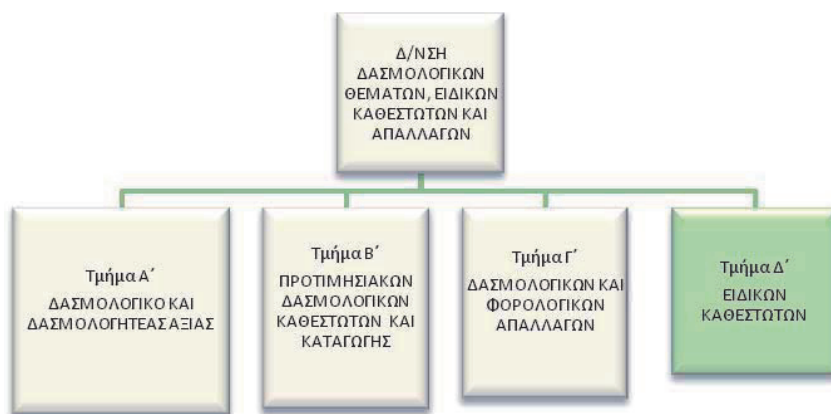 Δ/ΝΣΗ
ΔΑΣΜΟΛΟΓΙΚΩΝ
ΘΕΜΑΤΩΝ, ΕΙΔΙΚΩΝ
ΚΑΘΕΣΤΩΤΩΝ ΚΑΙ
ΑΠΑΛΛΑΓΩΝ
Τμήμα Α΄
ΔΑΣΜΟΛΟΓΙΚΟ ΚΑΙ
ΔΑΣΜΟΛΟΓΗΤΕΑΣ ΑΞΙΑΣ
Τμήμα Β΄
ΠΡΟΤΙΜΗΣΙΑΚΩΝ
ΔΑΣΜΟΛΟΓΙΚΩΝ
ΚΑΘΕΣΤΩΤΩΝ ΚΑΙ
ΚΑΤΑΓΩΓΗΣ
Τμήμα Γ΄
ΔΑΣΜΟΛΟΓΙΚΩΝ ΚΑΙ
ΦΟΡΟΛΟΓΙΚΩΝ
ΑΠΑΛΛΑΓΩΝ
Τμήμα Δ΄
ΕΙΔΙΚΩΝ
ΚΑΘΕΣΤΩΤΩΝ